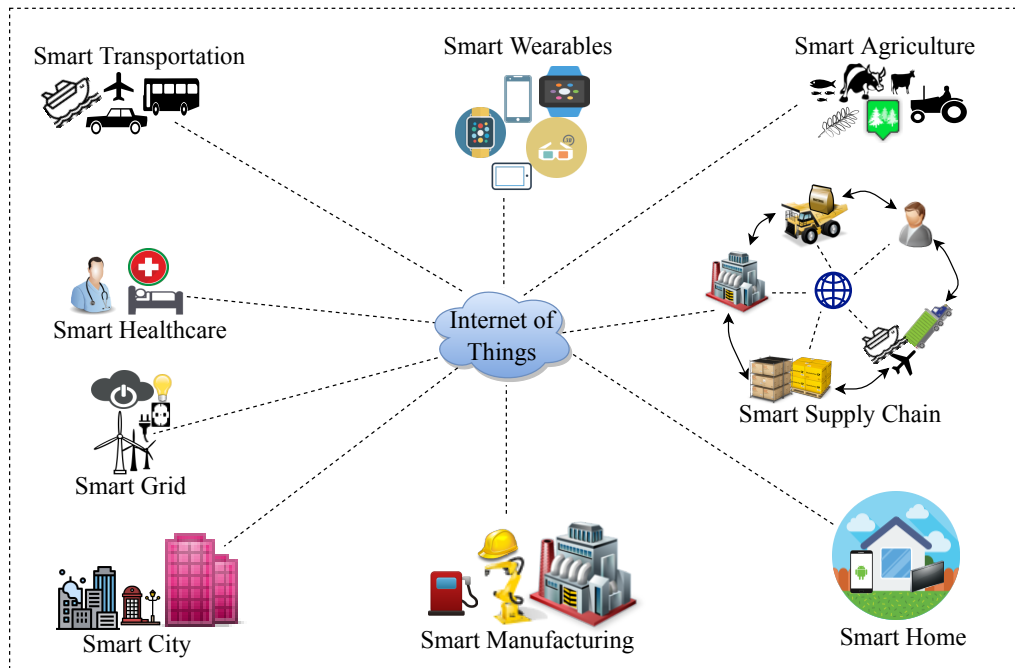 Smart Transportation
Smart Wearables
Smart Agriculture
Smart Healthcare
Internet of
Things
Smart Supply Chain
Smart Grid
Smart City
Smart Manufacturing
Smart Home